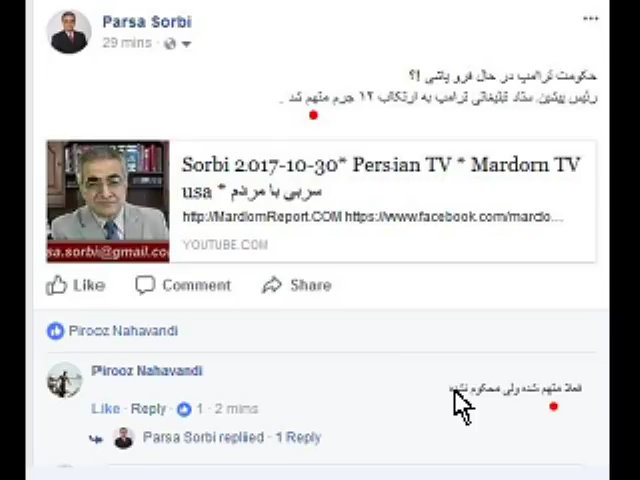 Parsa Sorbi
29 mins
حکومت ترامپ در حال فرو پاشی !؟
رئیس پیشین ستاد تبلیغاتی ترامپ به ارتکاب ۱۲ جرم متهم شد .
Sorbi 2017-10-30* Persian TV * Mardom TV
usa * سربی با مردم
http://MardomReport.COM https://www.facebook.com/mardo...
YOUTUBE.COM
sa.sorbi@gmail.co
Like Comment Share
Pirooz Nahavandi
Pirooz Nahavandi
فعلا متهم شده ولی محکوم نشده
Like · Reply · 1 · 2 mins
Parsa Sorbi replied · 1 Reply